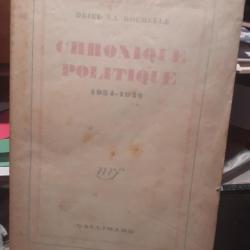 DRIEU LA ROCHELLE
CHRONIQUE
POLITIQUE
1934-1942
nrf
GALLIMARD